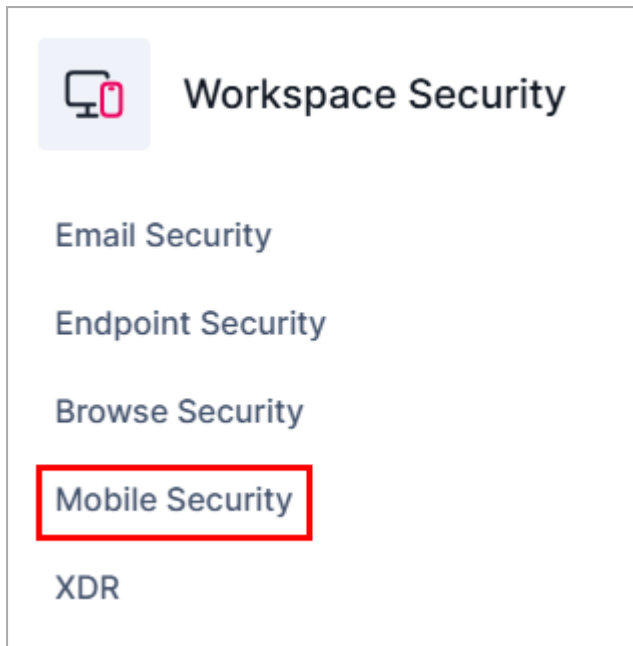 Workspace Security
Email Security
Endpoint Security
Browse Security
Mobile Security
XDR